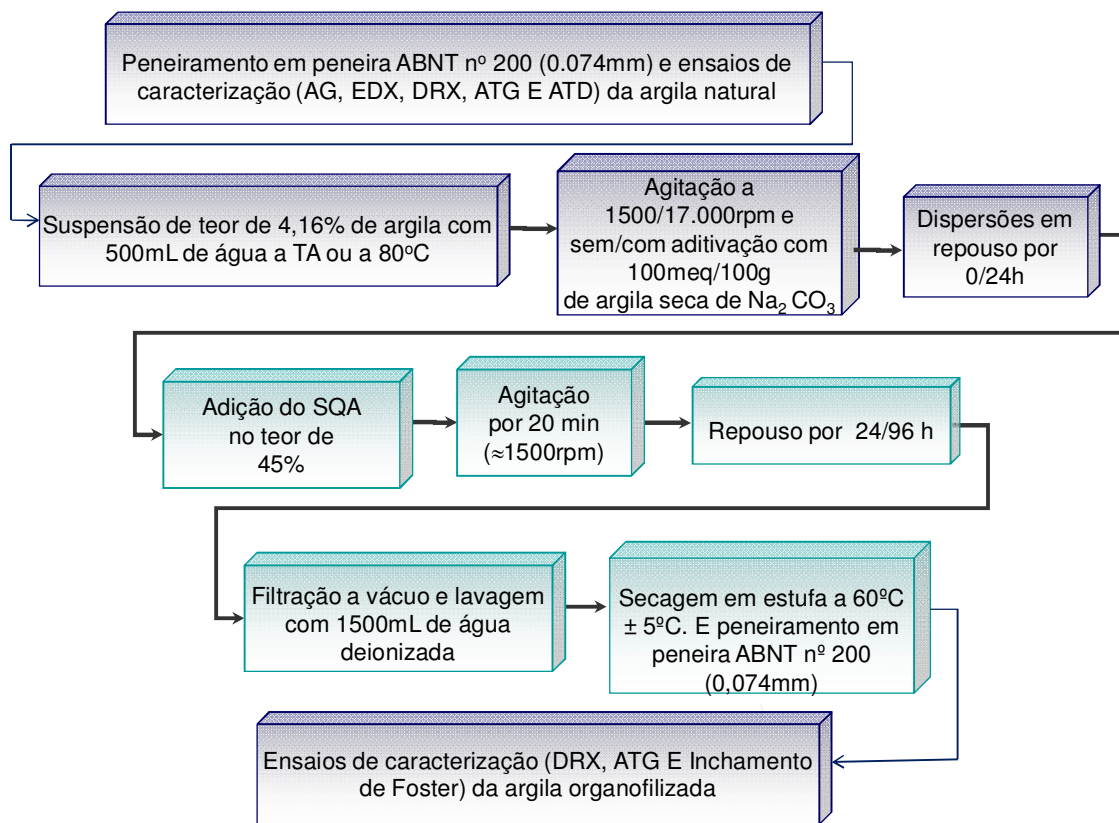 Peneiramento em peneira ABNT nº 200 (0.074mm) e ensaios de
caracterização (AG, EDX, DRX, ATG E ATD) da argila natural
Suspensão de teor de 4,16% de argila com
500mL de água a TA ou a 80ºC
Agitação a
1500/17.000rpm e
sem/com aditivação com
100meq/100g
de argila seca de Na₂ CO₃
Dispersões em
repouso por
0/24h
Adição do SQA
no teor de
45%
Agitação
por 20 min
(≈1500rpm)
Repouso por 24/96 h
Filtração a vácuo e lavagem
com 1500mL de água
deionizada
Secagem em estufa a 60ºC
± 5ºC. E peneiramento em
peneira ABNT nº 200
(0,074mm)
Ensaios de caracterização (DRX, ATG E Inchamento
de Foster) da argila organofilizada